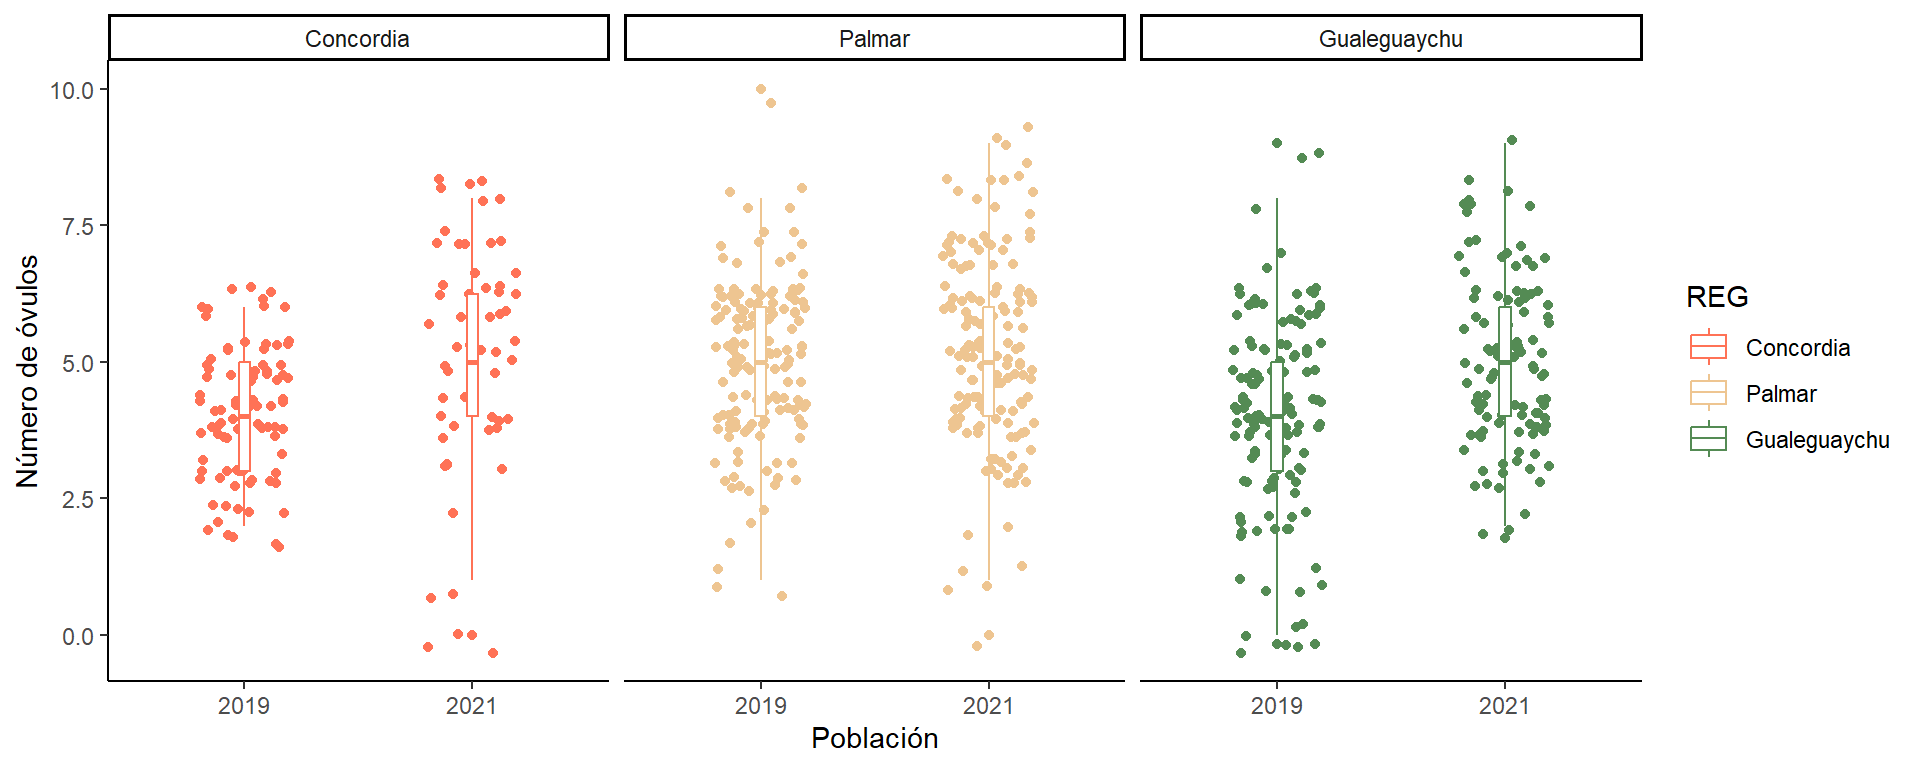 Concordia
Palmar
Gualeguaychu
10.0
7.5
5.0
2.5
0.0
Número de óvulos
2019
2021
2019
2021
2019
2021
Población
REG
Concordia
Palmar
Gualeguaychu